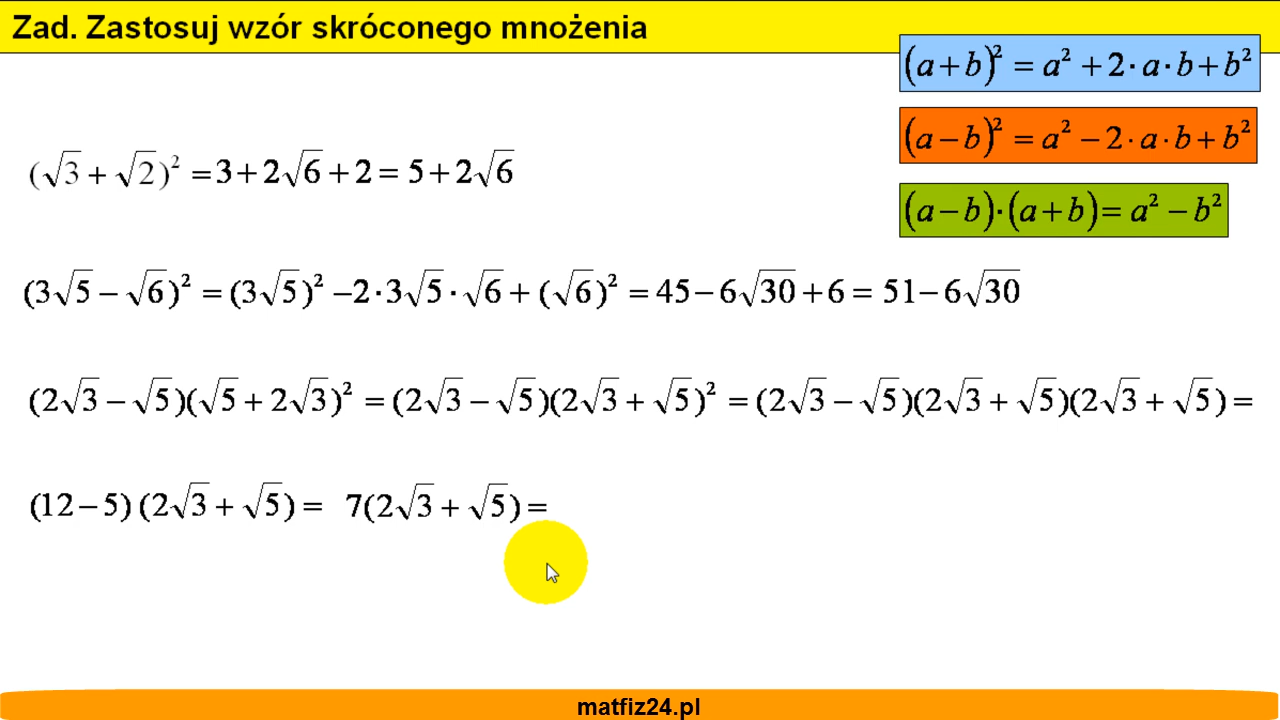 Zad. Zastosuj wzór skróconego mnożenia
(a+b)² = a² + 2·a·b + b²
(a−b)² = a² − 2·a·b + b²
(a−b)·(a+b) = a² − b²
(√3 + √2)² = 3 + 2√6 + 2 = 5 + 2√6
(3√5 − √6)² = (3√5)² − 2·3√5·√6 + (√6)² = 45 − 6√30 + 6 = 51 − 6√30
(2√3 − √5)(√5 + 2√3)² = (2√3 − √5)(2√3 + √5)² = (2√3 − √5)(2√3 + √5)(2√3 + √5) =
(12 − 5)(2√3 + √5) = 7(2√3 + √5) =
matfiz24.pl